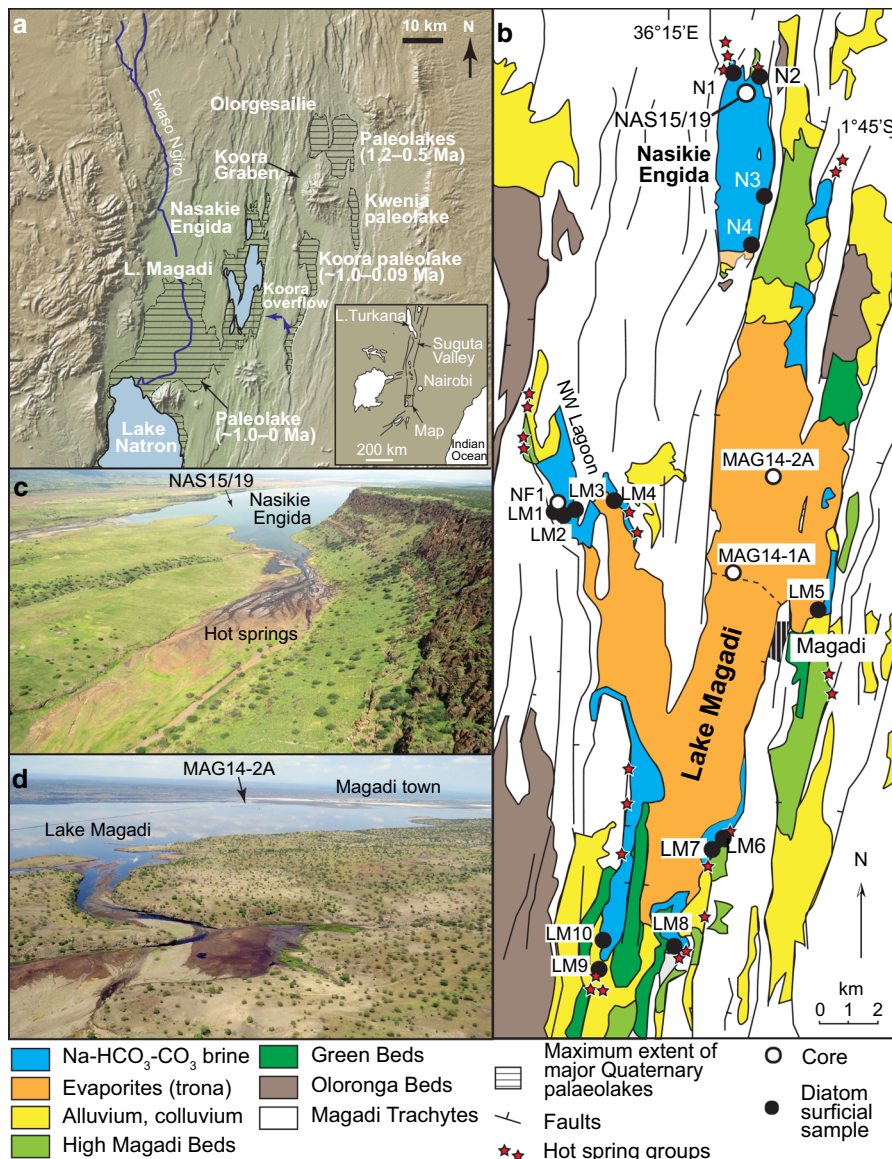 a
10 km
N
Ewaso Ngiro
Olorgesailie
Paleolakes
(1.2–0.5 Ma)
Koora
Graben
Kwenia
paleolake
Nasakie
Engida
L. Magadi
Koora paleolake
(~1.0–0.09 Ma)
Koora
overflow
Paleolake
(~1.0–0 Ma)
Lake
Natron
L.Turkana
Suguta
Valley
Nairobi
Map
200 km
Indian
Ocean
b
36°15'E
N1
N2
NAS15/19
1°45'S
Nasikie
Engida
N3
N4
NW Lagoon
MAG14-2A
NF1
LM3
LM4
LM1
LM2
MAG14-1A
LM5
Magadi
Lake Magadi
LM7
LM6
LM10
LM8
LM9
N
km
0 1 2
c
NAS15/19
Nasikie
Engida
Hot springs
d
MAG14-2A
Magadi town
Lake Magadi
Na-HCO3-CO3 brine
Evaporites (trona)
Alluvium, colluvium
High Magadi Beds
Green Beds
Oloronga Beds
Magadi Trachytes
Maximum extent of
major Quaternary
palaeolakes
Faults
Hot spring groups
Core
Diatom
surficial
sample